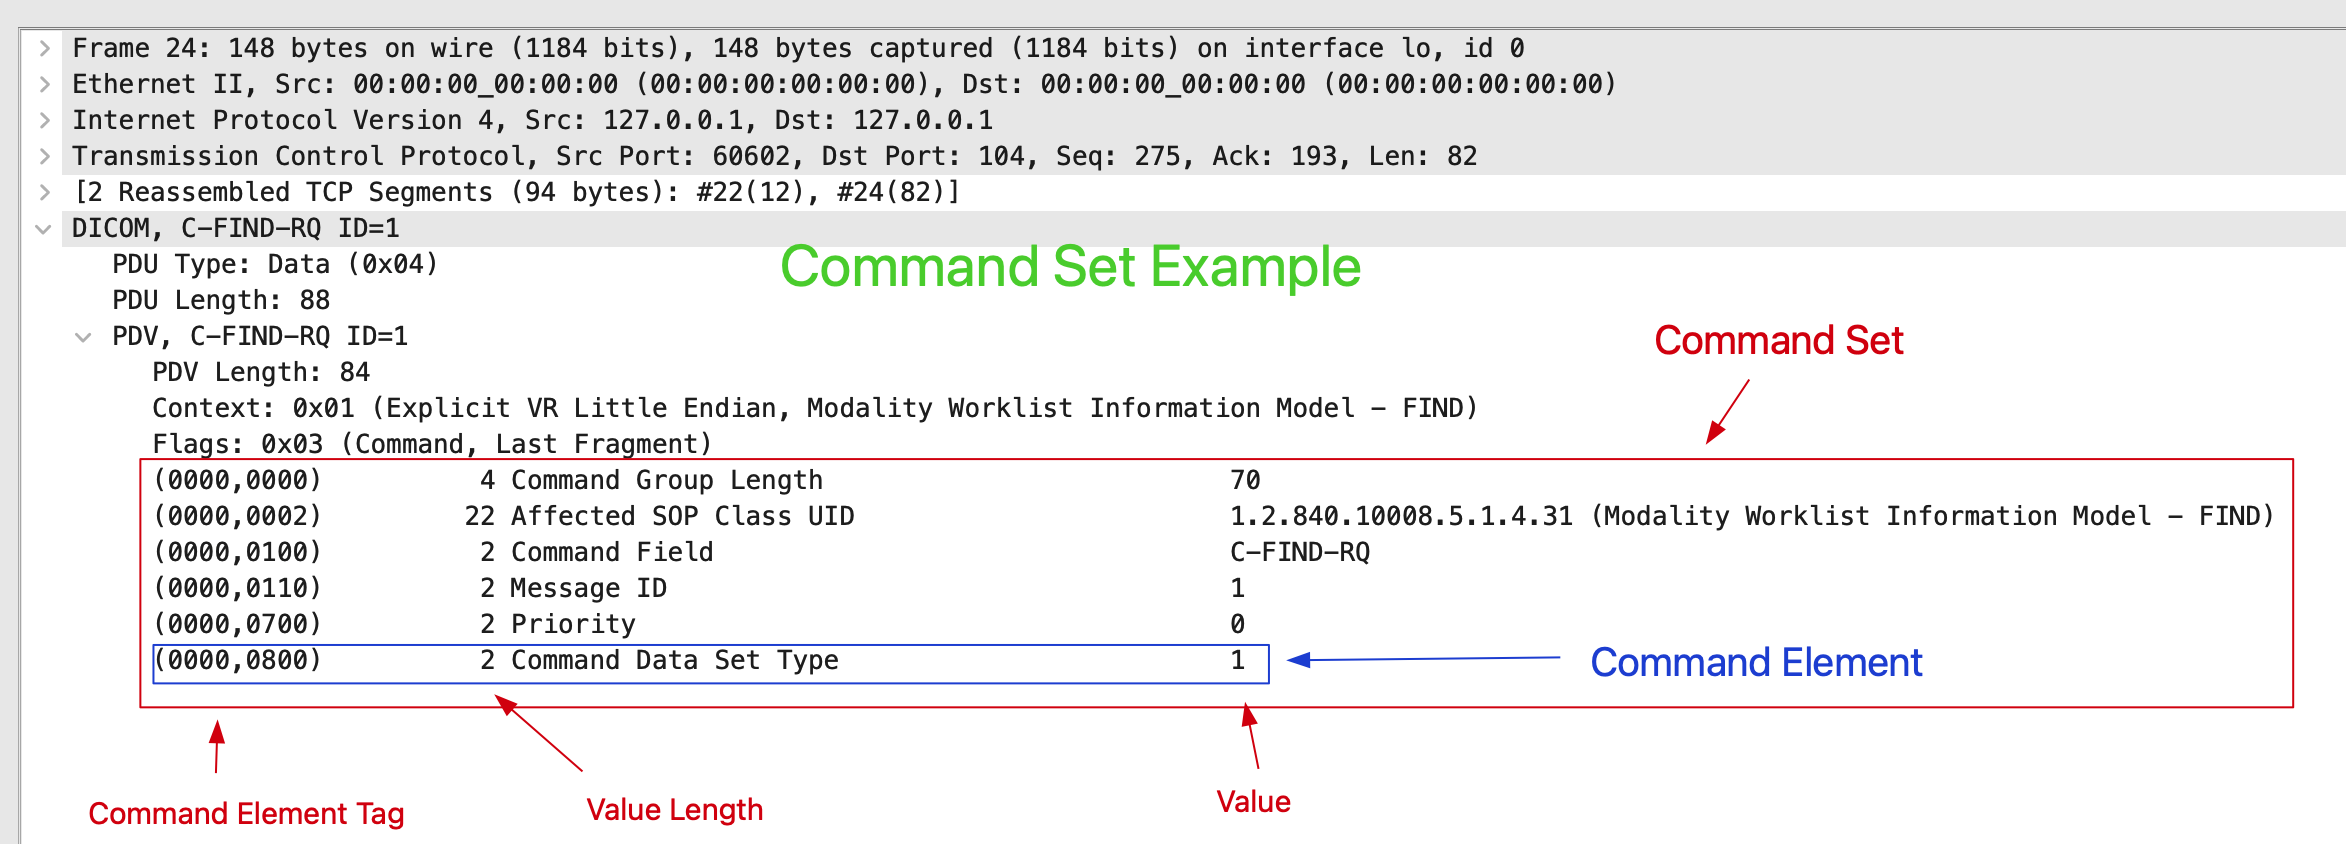 Frame 24: 148 bytes on wire (1184 bits), 148 bytes captured (1184 bits) on interface lo, id 0
Ethernet II, Src: 00:00:00_00:00:00 (00:00:00:00:00:00), Dst: 00:00:00_00:00:00 (00:00:00:00:00:00)
Internet Protocol Version 4, Src: 127.0.0.1, Dst: 127.0.0.1
Transmission Control Protocol, Src Port: 60602, Dst Port: 104, Seq: 275, Ack: 193, Len: 82
[2 Reassembled TCP Segments (94 bytes): #22(12), #24(82)]
DICOM, C-FIND-RQ ID=1
PDU Type: Data (0x04)
Command Set Example
PDU Length: 88
PDV, C-FIND-RQ ID=1
Command Set
PDV Length: 84
Context: 0x01 (Explicit VR Little Endian, Modality Worklist Information Model – FIND)
Flags: 0x03 (Command, Last Fragment)
(0000,0000) 4 Command Group Length 70
(0000,0002) 22 Affected SOP Class UID 1.2.840.10008.5.1.4.31 (Modality Worklist Information Model – FIND)
(0000,0100) 2 Command Field C-FIND-RQ
(0000,0110) 2 Message ID 1
(0000,0700) 2 Priority 0
(0000,0800) 2 Command Data Set Type 1
Command Element
Command Element Tag
Value Length
Value